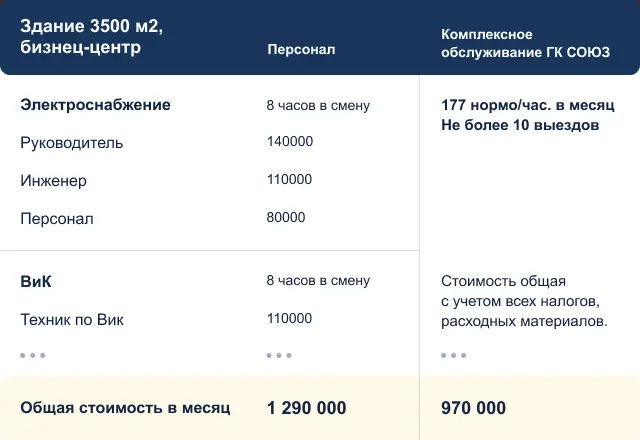 Здание 3500 м2,
бизнец-центр
Персонал
Комплексное
обслуживание ГК СОЮЗ
Электроснабжение
8 часов в смену
177 нормо/час. в месяц
Не более 10 выездов
Руководитель
140000
Инженер
110000
Персонал
80000
ВиК
8 часов в смену
Стоимость общая
с учетом всех налогов,
расходных материалов.
Техник по Вик
110000
Общая стоимость в месяц
1 290 000
970 000